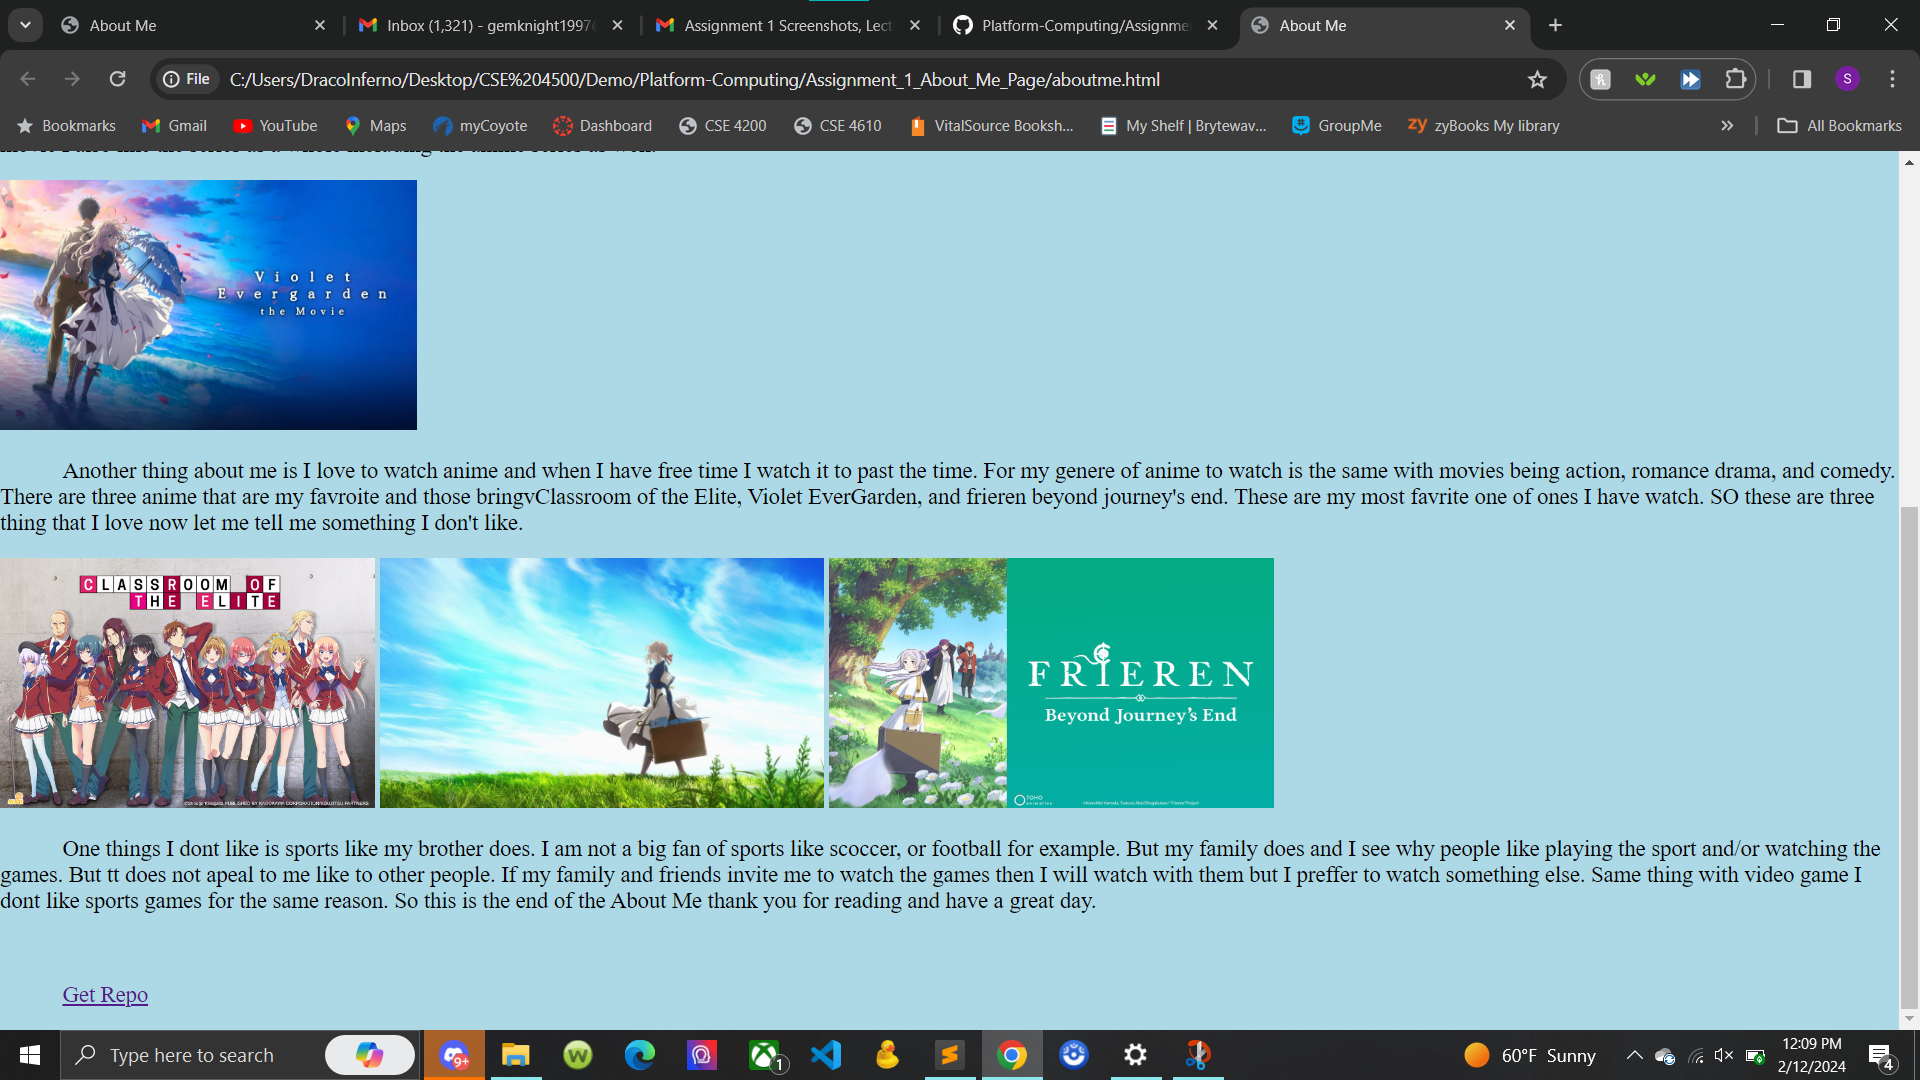 About Me
Inbox (1,321) - gemknight1997
Assignment 1 Screenshots, Lect
Platform-Computing/Assignme
About Me
File
C:/Users/DracoInferno/Desktop/CSE%204500/Demo/Platform-Computing/Assignment_1_About_Me_Page/aboutme.html
S
Bookmarks
Gmail
YouTube
Maps
myCoyote
Dashboard
CSE 4200
CSE 4610
VitalSource Booksh...
My Shelf | Brytewav...
GroupMe
zy zyBooks My library
All Bookmarks
Violet
Evergarden
the Movie
Another thing about me is I love to watch anime and when I have free time I watch it to past the time. For my genere of anime to watch is the same with movies being action, romance drama, and comedy.
There are three anime that are my favroite and those bringvClassroom of the Elite, Violet EverGarden, and frieren beyond journey's end. These are my most favrite one of ones I have watch. SO these are three
thing that I love now let me tell me something I don't like.
CLASSROOM OF
THE ELITE
FRIEREN
Beyond Journey's End
TOHO
animation
One things I dont like is sports like my brother does. I am not a big fan of sports like scoccer, or football for example. But my family does and I see why people like playing the sport and/or watching the
games. But tt does not apeal to me like to other people. If my family and friends invite me to watch the games then I will watch with them but I preffer to watch something else. Same thing with video game I
dont like sports games for the same reason. So this is the end of the About Me thank you for reading and have a great day.
Get Repo
Type here to search
9+
W
1
60°F Sunny
12:09 PM
2/12/2024
4